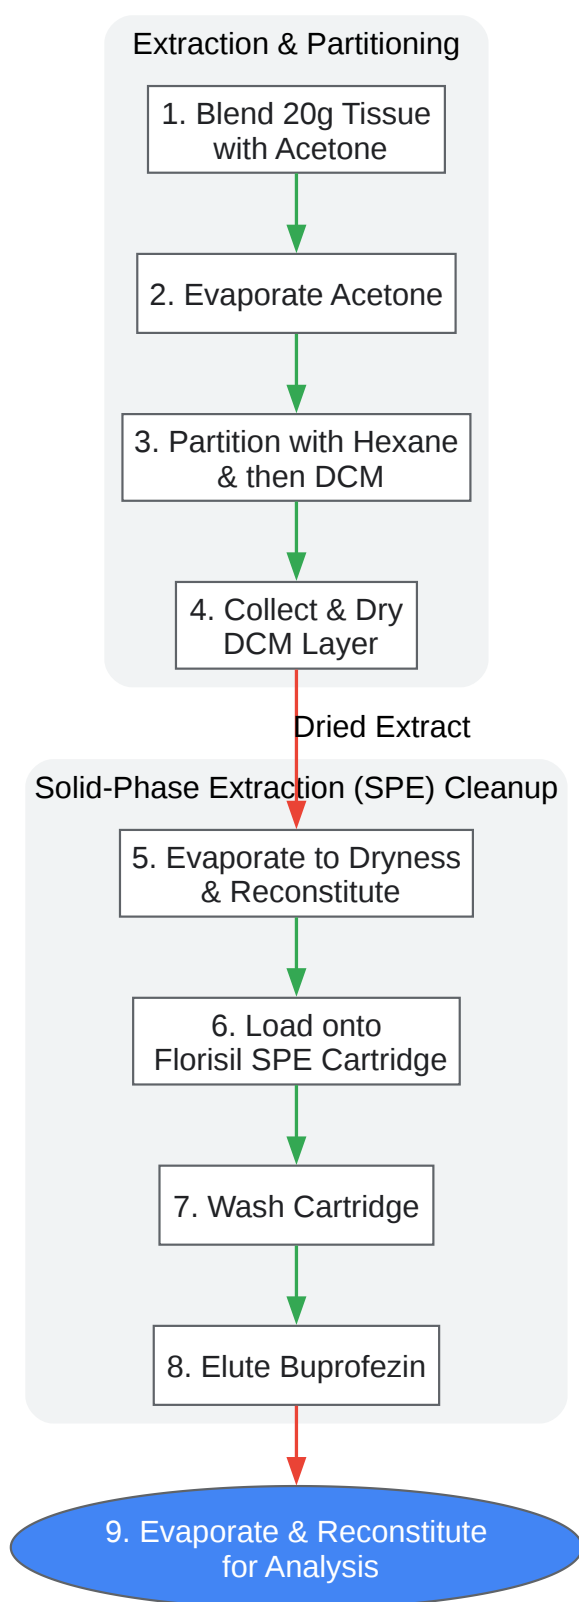 Extraction & Partitioning
1. Blend 20g Tissue
with Acetone
2. Evaporate Acetone
3. Partition with Hexane
& then DCM
4. Collect & Dry
DCM Layer
Dried Extract
Solid-Phase Extraction (SPE) Cleanup
5. Evaporate to Dryness
& Reconstitute
6. Load onto
Florisil SPE Cartridge
7. Wash Cartridge
8. Elute Buprofezin
9. Evaporate & Reconstitute
for Analysis